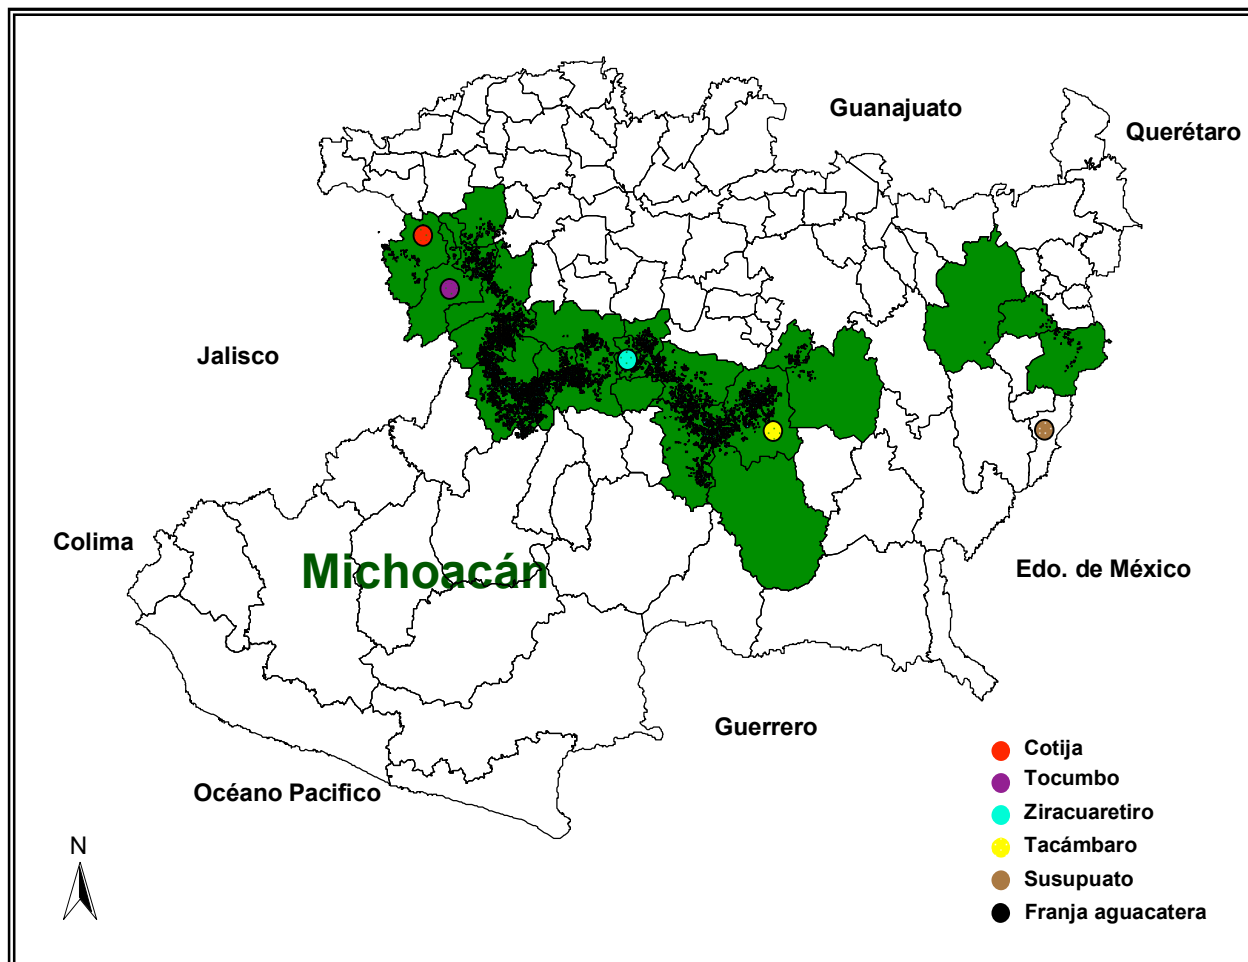 Guanajuato
Querétaro
Jalisco
Colima
Michoacán
Edo. de México
Guerrero
Océano Pacifico
N
Cotija
Tocumbo
Ziracuaretiro
Tacámbaro
Susupuato
Franja aguacatera